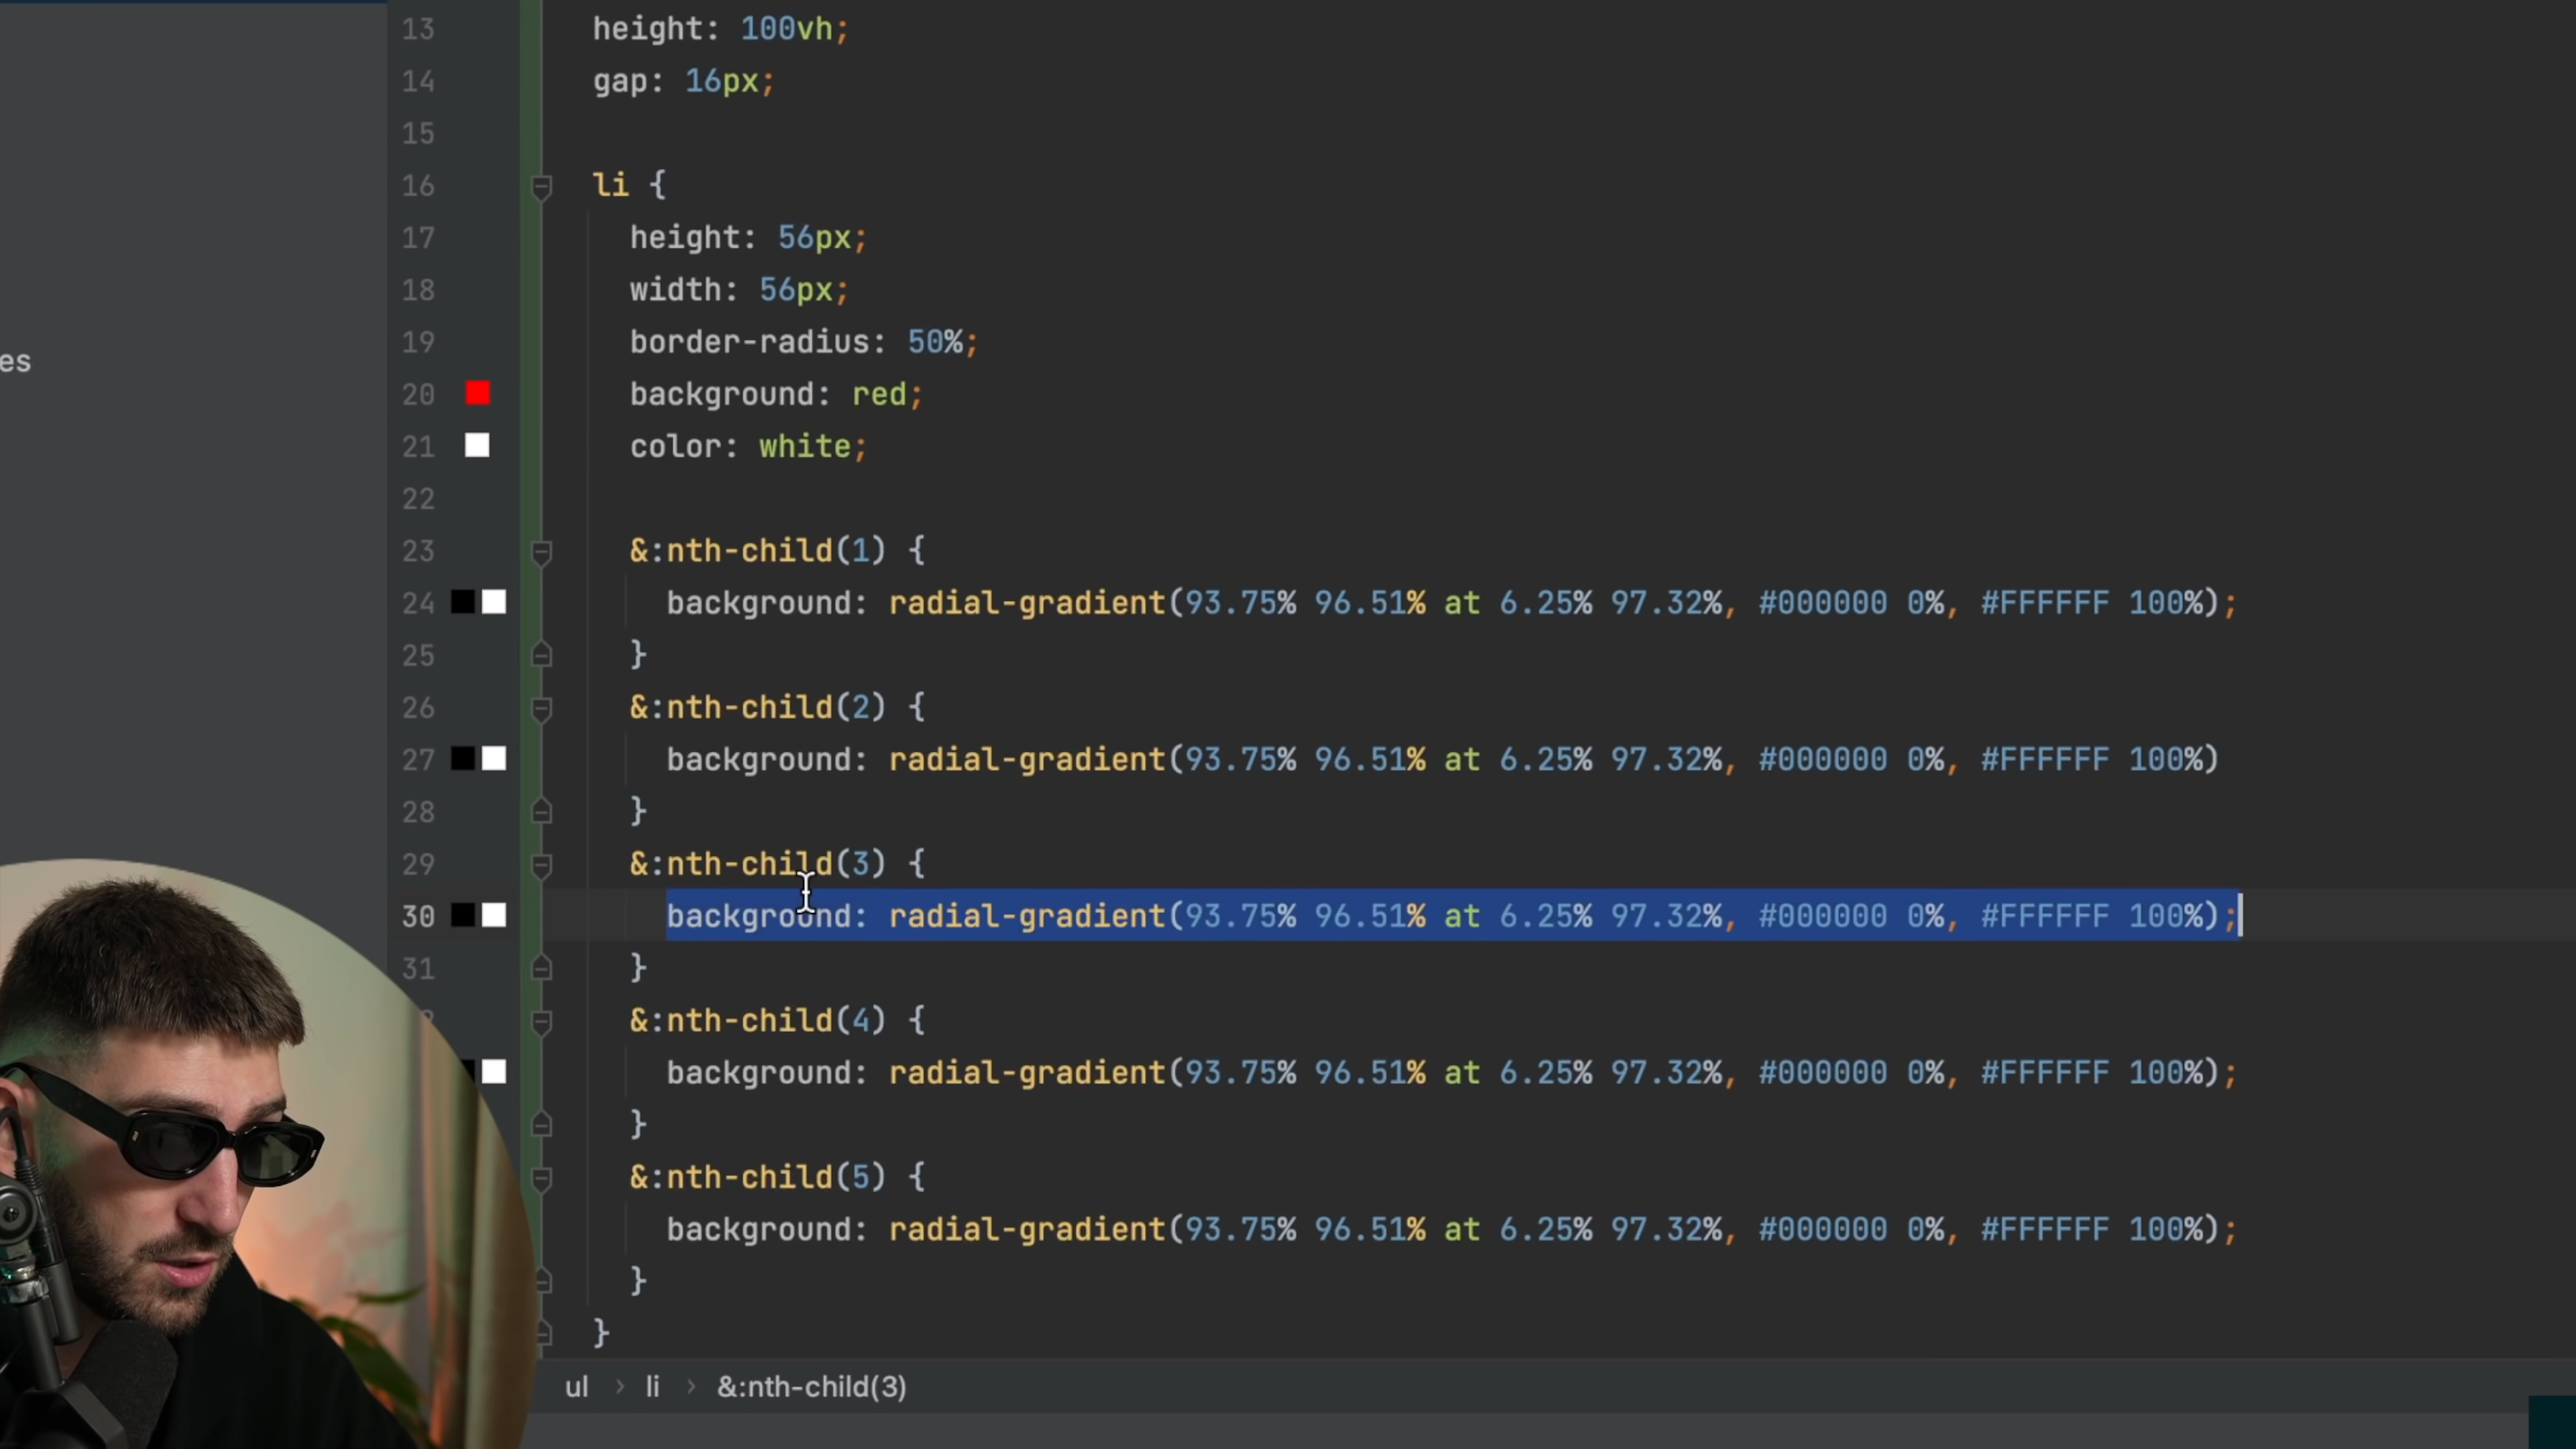 13 height: 100vh;
14 gap: 16px;
15
es
16 li {
17 height: 56px;
18 width: 56px;
19 border-radius: 50%;
20 background: red;
21 color: white;
22
23 &:nth-child(1) {
24 background: radial-gradient(93.75% 96.51% at 6.25% 97.32%, #000000 0%, #FFFFFF 100%);
25 }
26 &:nth-child(2) {
27 background: radial-gradient(93.75% 96.51% at 6.25% 97.32%, #000000 0%, #FFFFFF 100%)
28 }
29 &:nth-child(3) {
30 background: radial-gradient(93.75% 96.51% at 6.25% 97.32%, #000000 0%, #FFFFFF 100%);
31 }
&:nth-child(4) {
background: radial-gradient(93.75% 96.51% at 6.25% 97.32%, #000000 0%, #FFFFFF 100%);
}
&:nth-child(5) {
background: radial-gradient(93.75% 96.51% at 6.25% 97.32%, #000000 0%, #FFFFFF 100%);
}
}
ul › li › &:nth-child(3)